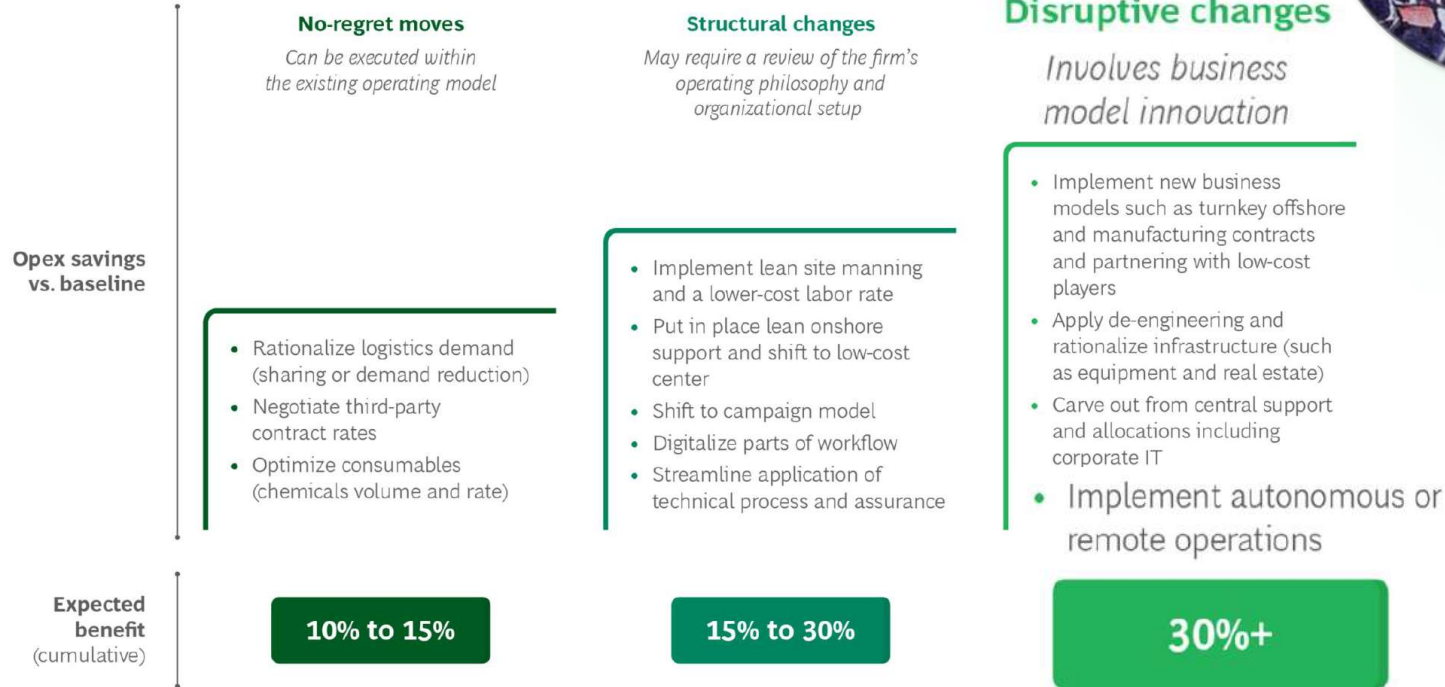 No-regret moves
Can be executed within
the existing operating model
Structural changes
May require a review of the firm's
operating philosophy and
organizational setup
Disruptive changes
Involves business
model innovation
Opex savings
vs. baseline
• Rationalize logistics demand
(sharing or demand reduction)
• Negotiate third-party
contract rates
• Optimize consumables
(chemicals volume and rate)
• Implement lean site manning
and a lower-cost labor rate
• Put in place lean onshore
support and shift to low-cost
center
• Shift to campaign model
• Digitalize parts of workflow
• Streamline application of
technical process and assurance
• Implement new business
models such as turnkey offshore
and manufacturing contracts
and partnering with low-cost
players
• Apply de-engineering and
rationalize infrastructure (such
as equipment and real estate)
• Carve out from central support
and allocations including
corporate IT
• Implement autonomous or
remote operations
Expected
benefit
(cumulative)
10% to 15%
15% to 30%
30%+